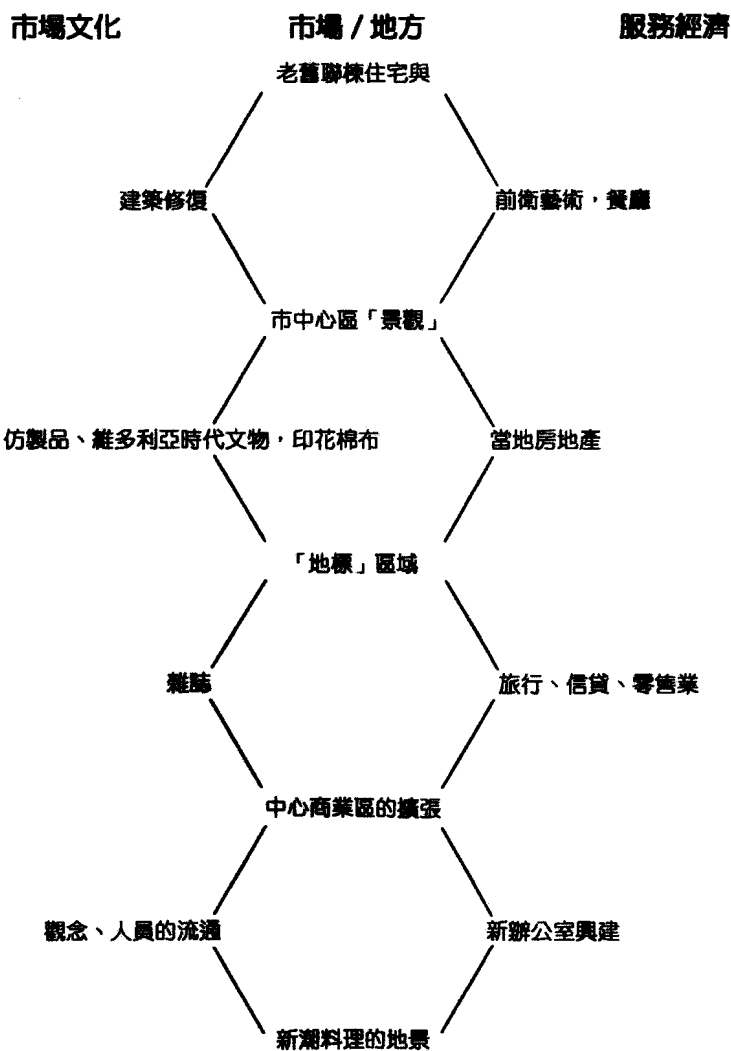 市場文化 市場 / 地方 服務經濟
老舊聯棟住宅與
建築修復 前衛藝術，餐廳
市中心區「景觀」
仿製品、維多利亞時代文物，印花棉布 當地房地產
「地標」區域
雜誌 旅行、信貸、零售業
中心商業區的擴張
觀念、人員的流通 新辦公室興建
新潮料理的地景